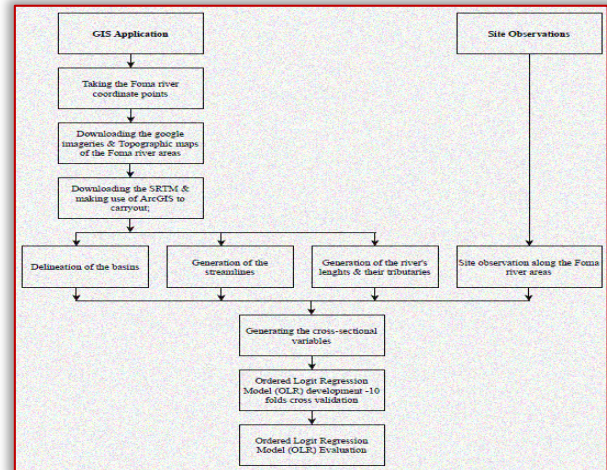 GIS Application
Site Observations
Taking the Foma river
coordinate points
Downloading the google
imageries & Topographic maps
of the Foma river areas
Downloading the SRTM &
making use of ArcGIS to
carryout;
Delineation of the basins
Generation of the
streamlines
Generation of the river's
lenghts & their tributaries
Site observation along the Foma
river areas
Generating the cross-sectional
variables
Ordered Logit Regression
Model (OLR) development -10
folds cross validation
Ordered Logit Regression
Model (OLR) Evaluation